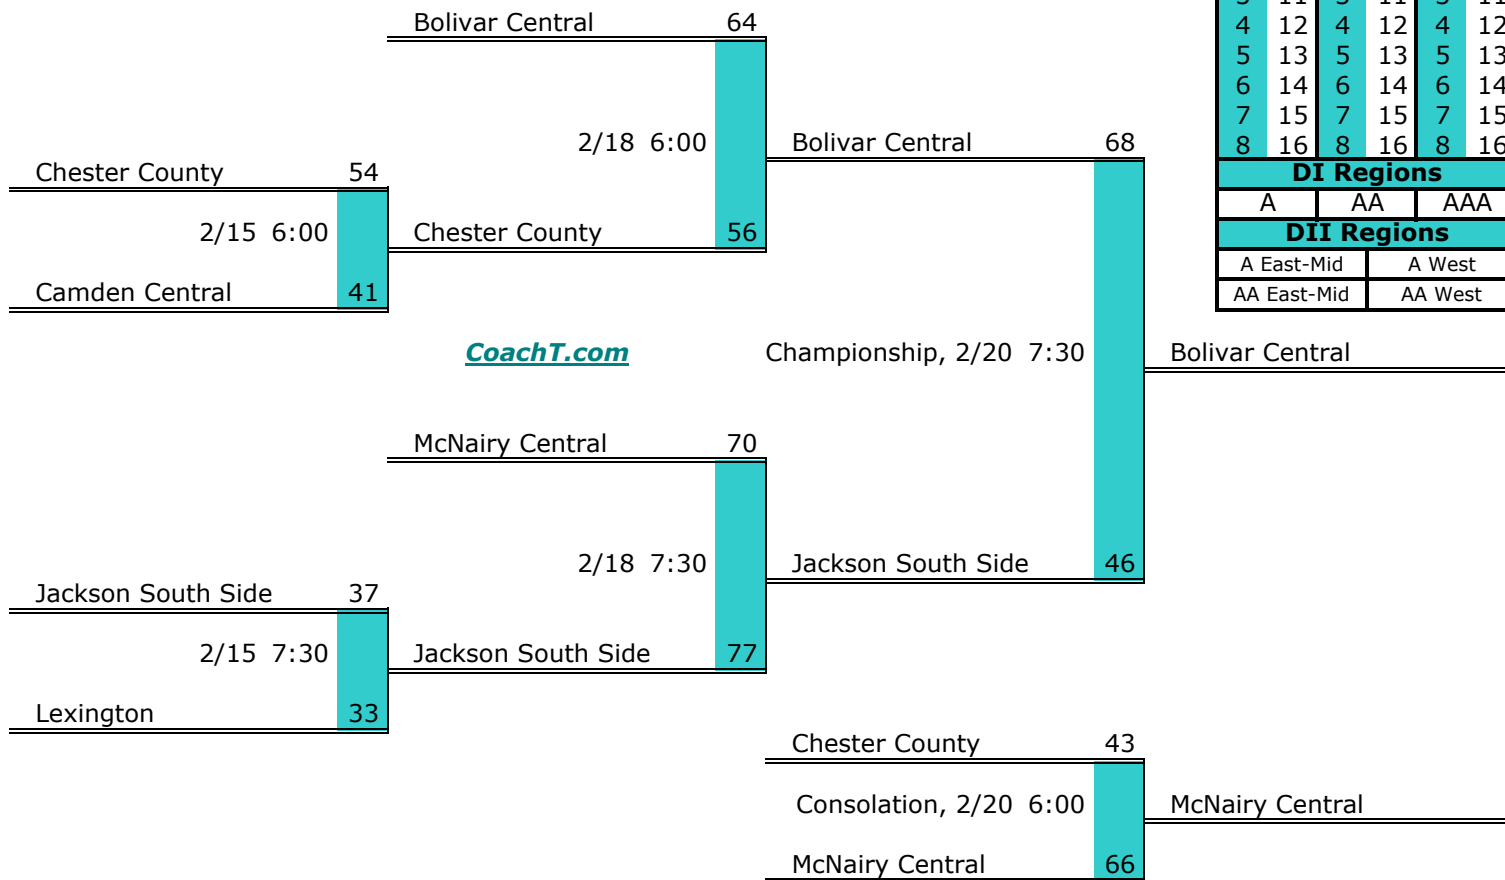 Bolivar Central 64
2/18 6:00
Bolivar Central 68
Chester County 54
2/15 6:00
Chester County 56
Camden Central 41
CoachT.com
Championship, 2/20 7:30
Bolivar Central
McNairy Central 70
2/18 7:30
Jackson South Side 46
Jackson South Side 37
2/15 7:30
Jackson South Side 77
Lexington 33
Chester County 43
Consolation, 2/20 6:00
McNairy Central
McNairy Central 66
4 12 4 12 4 12
5 13 5 13 5 13
6 14 6 14 6 14
7 15 7 15 7 15
8 16 8 16 8 16
DI Regions
A AA AAA
DII Regions
A East-Mid A West
AA East-Mid AA West